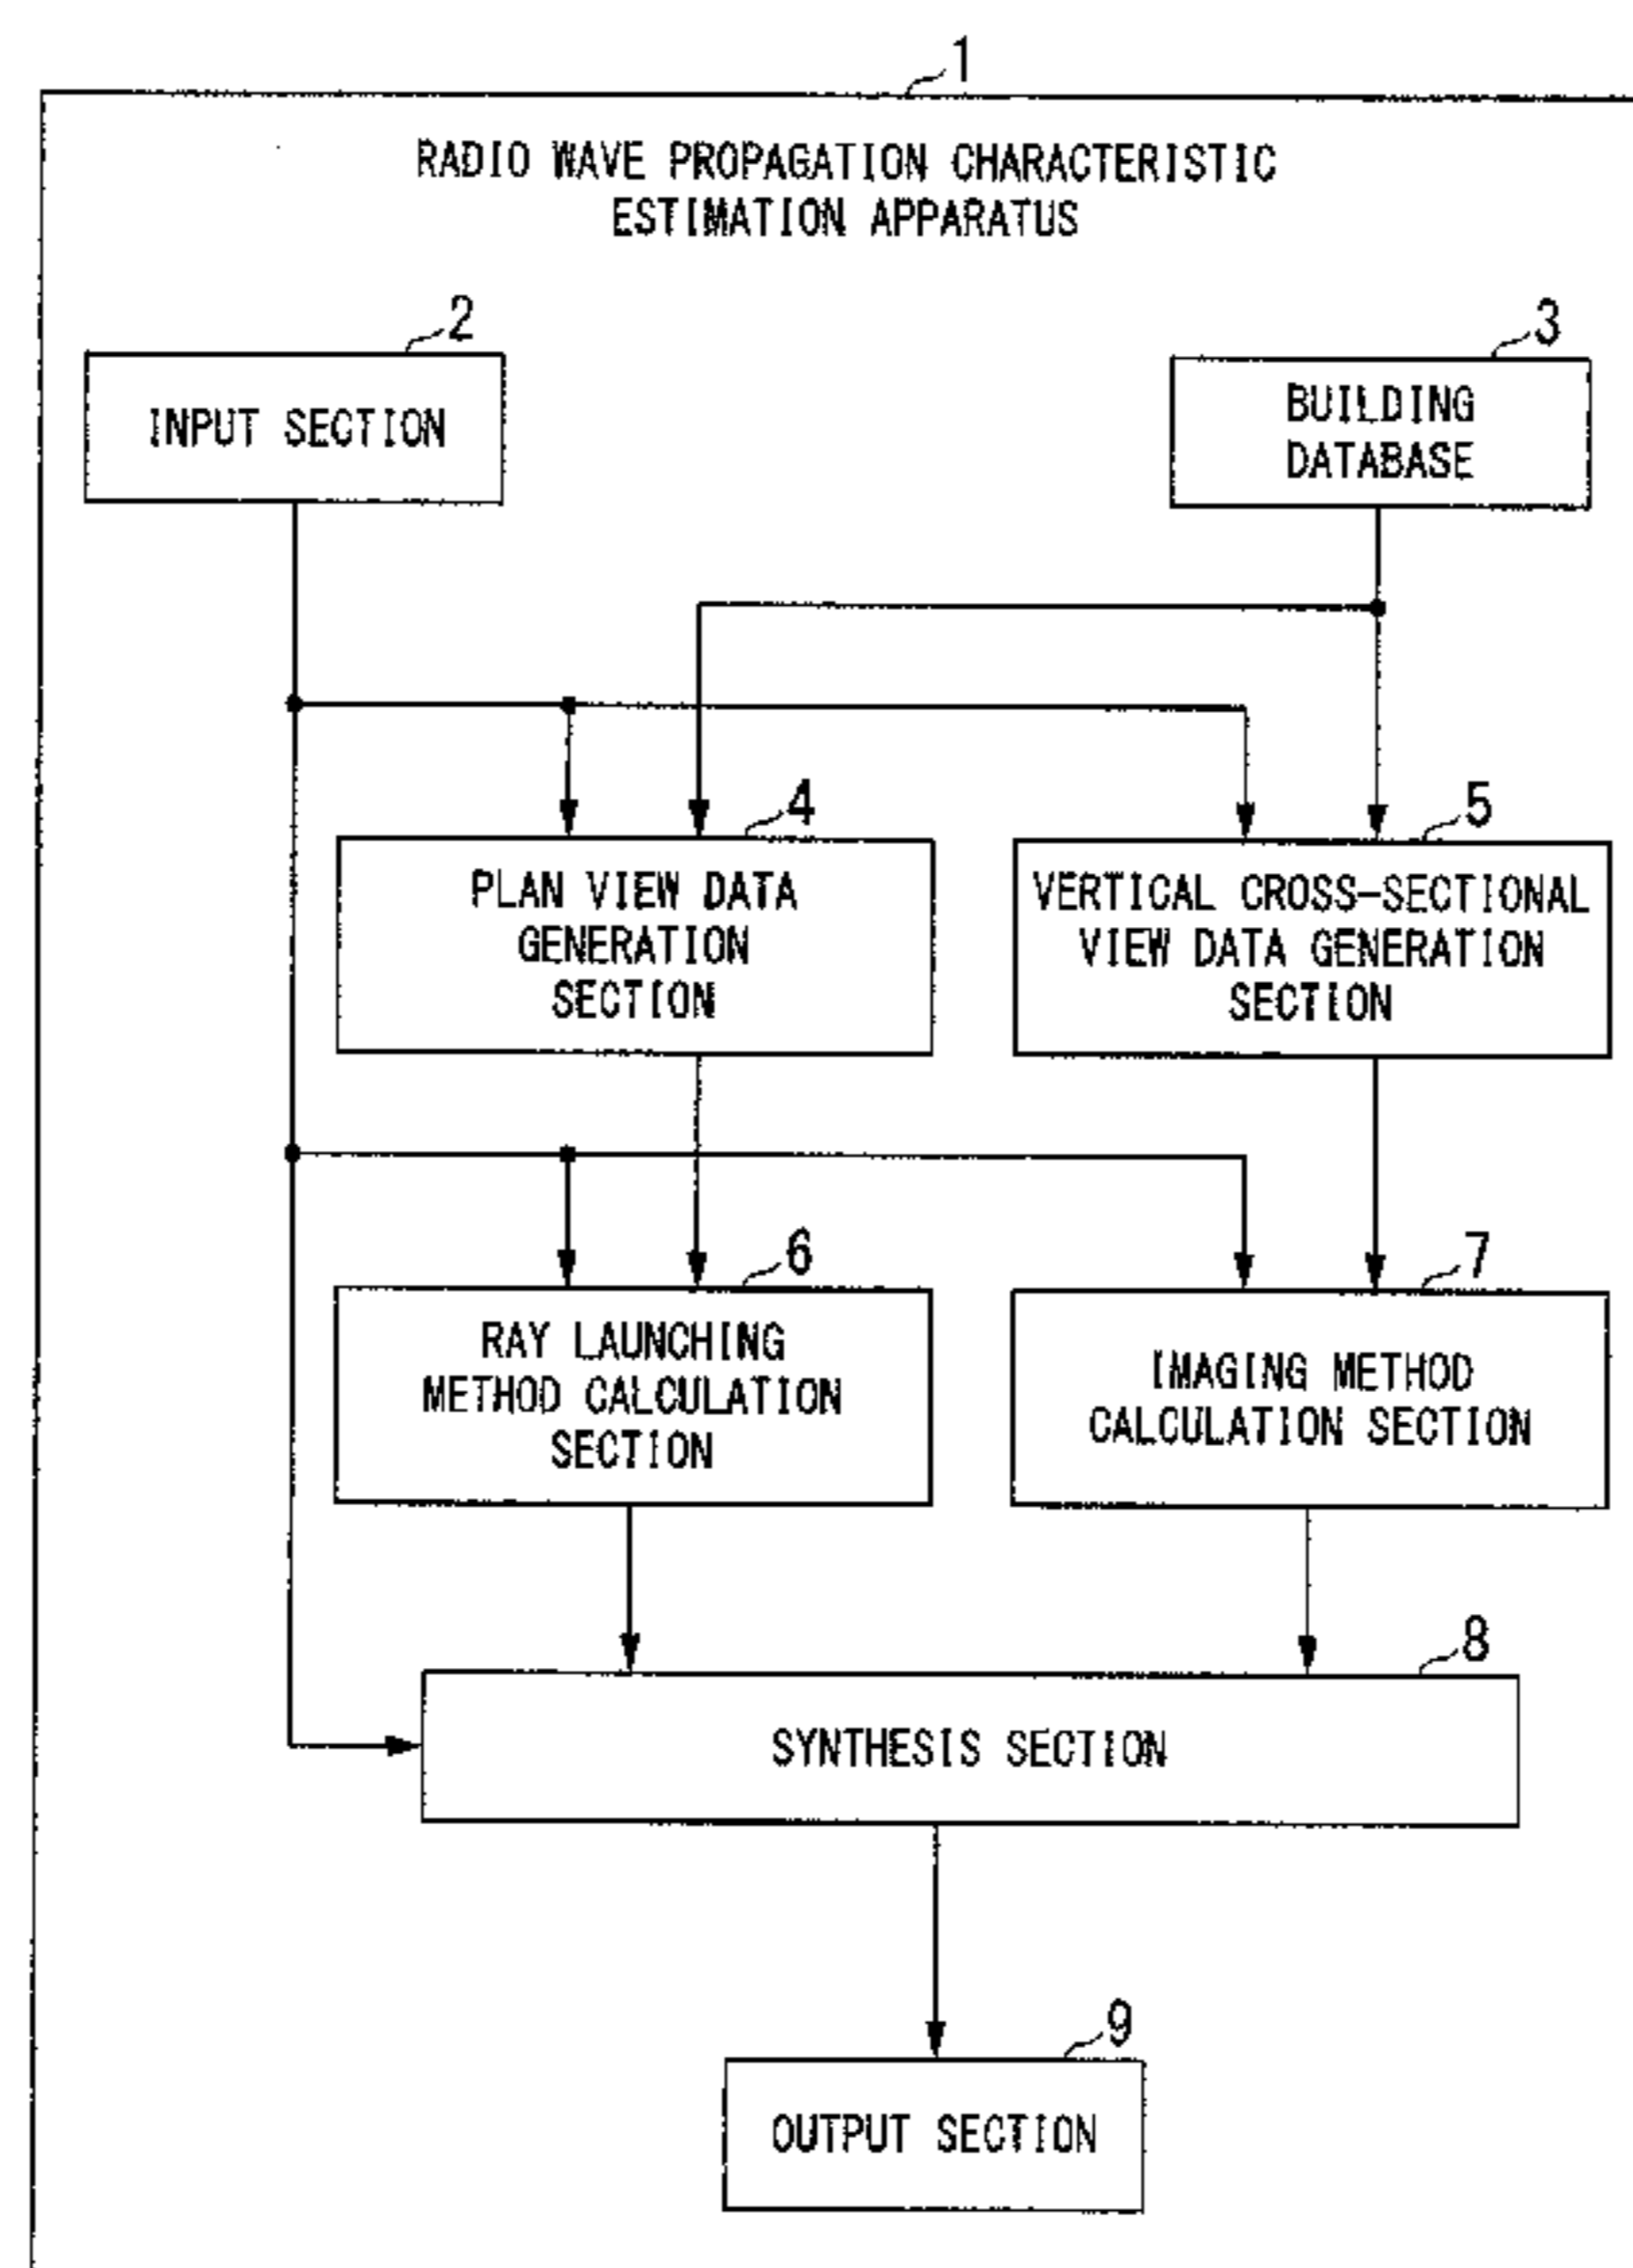 1
RADIO WAVE PROPAGATION CHARACTERISTIC
ESTIMATION APPARATUS
2
INPUT SECTION
3
BUILDING
DATABASE
4
PLAN VIEW DATA
GENERATION
SECTION
5
VERTICAL CROSS-SECTIONAL
VIEW DATA GENERATION
SECTION
6
RAY LAUNCHING
METHOD CALCULATION
SECTION
7
IMAGING METHOD
CALCULATION SECTION
8
SYNTHESIS SECTION
9
OUTPUT SECTION